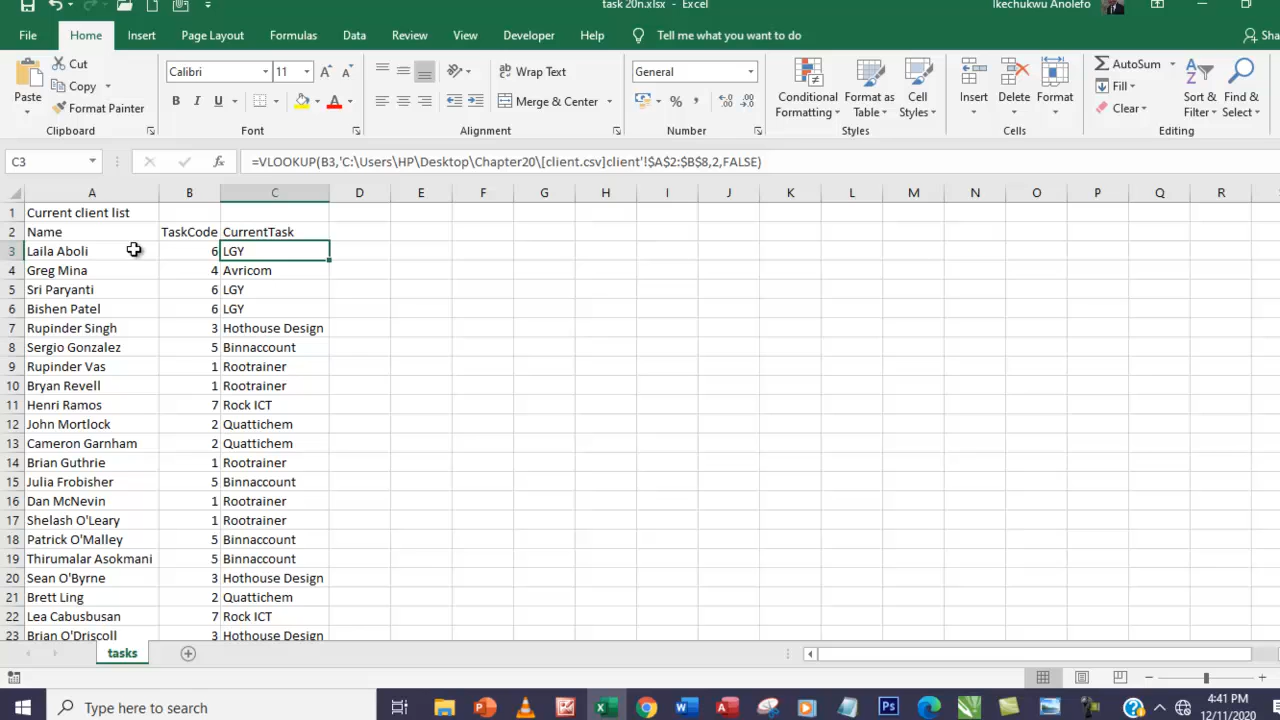 task 20n.xlsx - Excel
Ikechukwu Anolefo
File Home Insert Page Layout Formulas Data Review View Developer Help Tell me what you want to do
Paste
Cut
Copy
Format Painter
Clipboard
Calibri 11
B I U
Font
Wrap Text
Merge & Center
Alignment
General
%
Number
Conditional Formatting
Format as Table
Cell Styles
Styles
Insert
Delete
Format
Cells
AutoSum
Fill
Clear
Sort & Filter
Find & Select
Editing
C3 fx =VLOOKUP(B3,'C:\Users\HP\Desktop\Chapter20\[client.csv]client'!$A$2:$B$8,2,FALSE)
A B C D E F G H I J K L M N O P Q R
1 Current client list
2 Name TaskCode CurrentTask
3 Laila Aboli 6 LGY
4 Greg Mina 4 Avricom
5 Sri Paryanti 6 LGY
6 Bishen Patel 6 LGY
7 Rupinder Singh 3 Hothouse Design
8 Sergio Gonzalez 5 Binnaccount
9 Rupinder Vas 1 Rootrainer
10 Bryan Revell 1 Rootrainer
11 Henri Ramos 7 Rock ICT
12 John Mortlock 2 Quattichem
13 Cameron Garnham 2 Quattichem
14 Brian Guthrie 1 Rootrainer
15 Julia Frobisher 5 Binnaccount
16 Dan McNevin 1 Rootrainer
17 Shelash O'Leary 1 Rootrainer
18 Patrick O'Malley 5 Binnaccount
19 Thirumalar Asokmani 5 Binnaccount
20 Sean O'Byrne 3 Hothouse Design
21 Brett Ling 2 Quattichem
22 Lea Cabusbusan 7 Rock ICT
23 Brian O'Driscoll 3 Hothouse Design
tasks
Type here to search
4:41 PM
12/11/2020